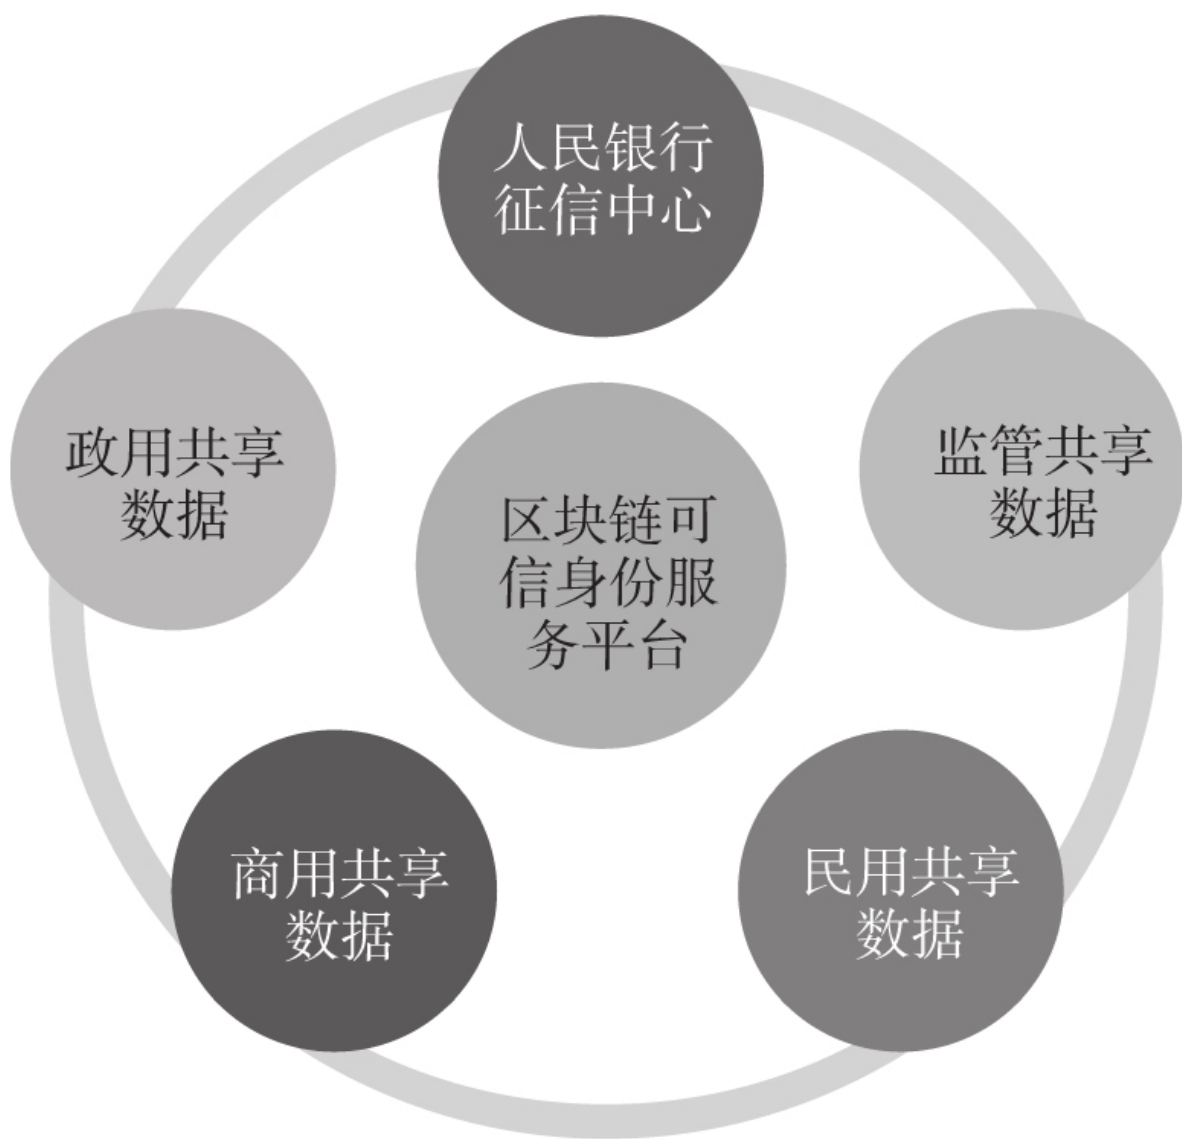 人民银行
征信中心
政用共享
数据
监管共享
数据
区块链可
信身份服
务平台
商用共享
数据
民用共享
数据